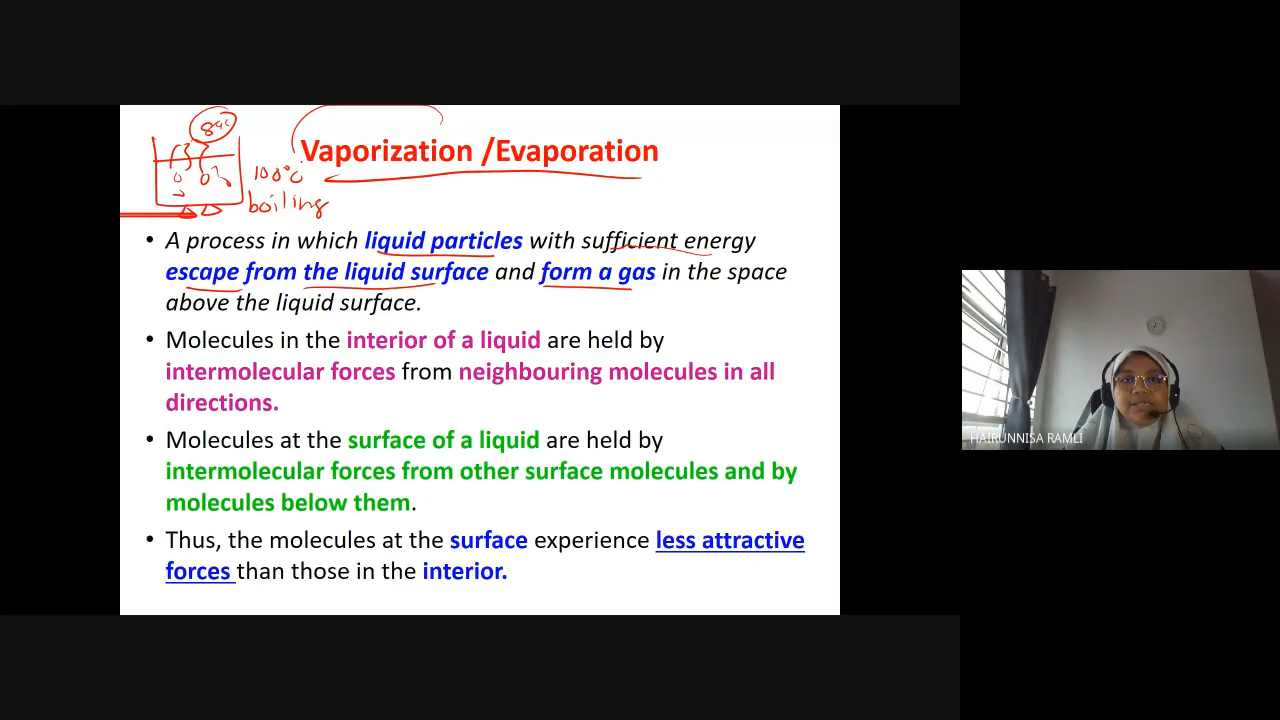 Vaporization /Evaporation
100°C
boiling
• A process in which liquid particles with sufficient energy
escape from the liquid surface and form a gas in the space
above the liquid surface.
• Molecules in the interior of a liquid are held by
intermolecular forces from neighbouring molecules in all
directions.
• Molecules at the surface of a liquid are held by
intermolecular forces from other surface molecules and by
molecules below them.
• Thus, the molecules at the surface experience less attractive
forces than those in the interior.
HAIRUNNISA RAMLI